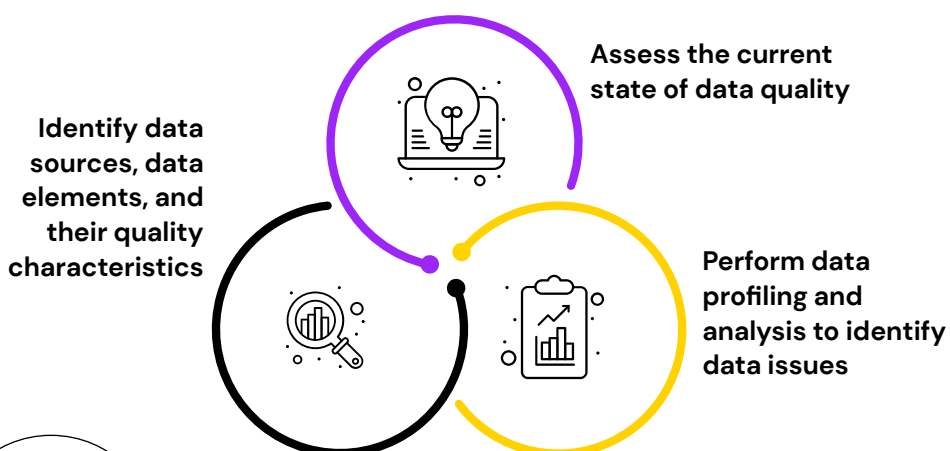 Assess the current
state of data quality
Identify data
sources, data
elements, and
their quality
characteristics
Perform data
profiling and
analysis to identify
data issues